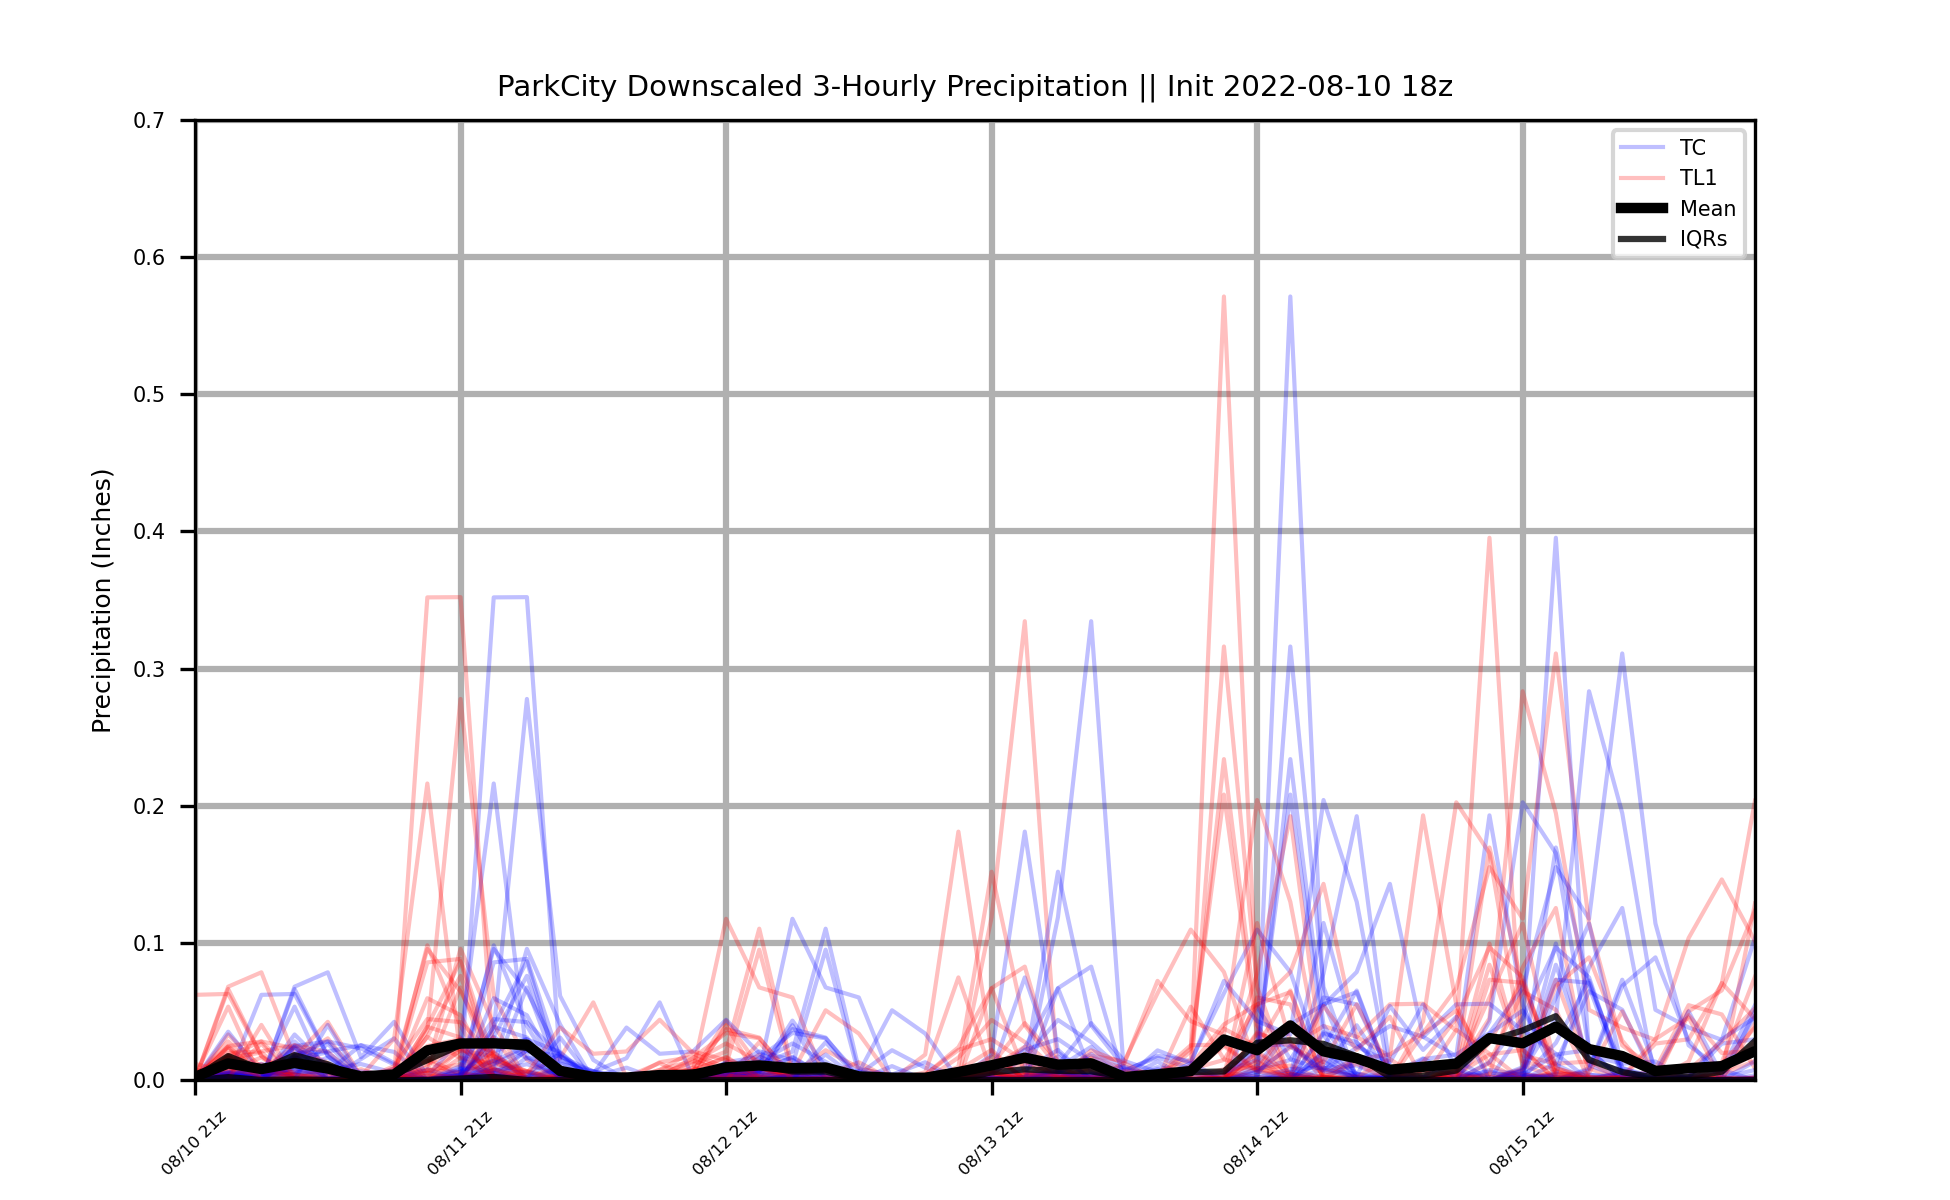 ParkCity Downscaled 3-Hourly Precipitation || Init 2022-08-10 18z
TC
TL1
Mean
IQRs
Precipitation (Inches)
0.7
0.6
0.5
0.4
0.3
0.2
0.1
0.0
08/10 21z
08/11 21z
08/12 21z
08/13 21z
08/14 21z
08/15 21z